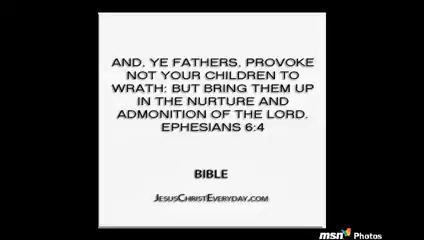 AND, YE FATHERS, PROVOKE
NOT YOUR CHILDREN TO
WRATH: BUT BRING THEM UP
IN THE NURTURE AND
ADMONITION OF THE LORD.
EPHESIANS 6:4
BIBLE
JESUSCHRISTEVERYDAY.COM
msn Photos